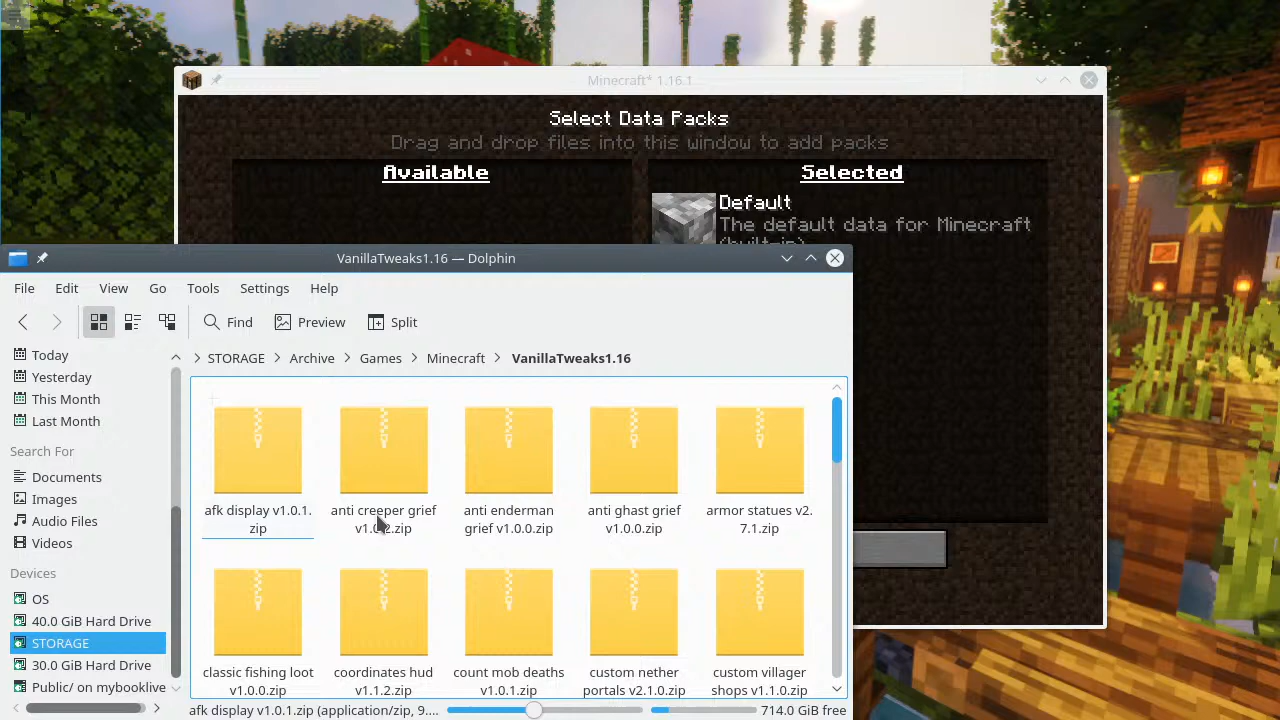 Minecraft* 1.16.1
Select Data Packs
Drag and drop files into this window to add packs
Available
Selected
Default
The default data for Minecraft
(built-in)
VanillaTweaks1.16 — Dolphin
File Edit View Go Tools Settings Help
Find Preview Split
STORAGE > Archive > Games > Minecraft > VanillaTweaks1.16
Today
Yesterday
This Month
Last Month
Search For
Documents
Images
Audio Files
Videos
Devices
OS
40.0 GiB Hard Drive
STORAGE
30.0 GiB Hard Drive
Public/ on mybooklive
afk display v1.0.1.
zip
anti creeper grief
v1.0.2.zip
anti enderman
grief v1.0.0.zip
anti ghast grief
v1.0.0.zip
armor statues v2.
7.1.zip
classic fishing loot
v1.0.0.zip
coordinates hud
v1.1.2.zip
count mob deaths
v1.0.1.zip
custom nether
portals v2.1.0.zip
custom villager
shops v1.1.0.zip
afk display v1.0.1.zip (application/zip, 9....
714.0 GiB free